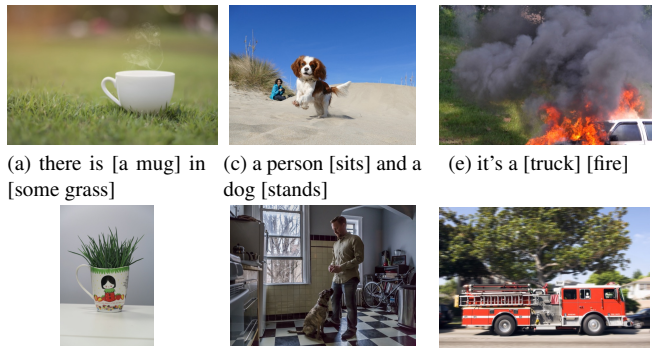 (a) there is [a mug] in
[some grass]
(c) a person [sits] and a
dog [stands]
(e) it's a [truck] [fire]